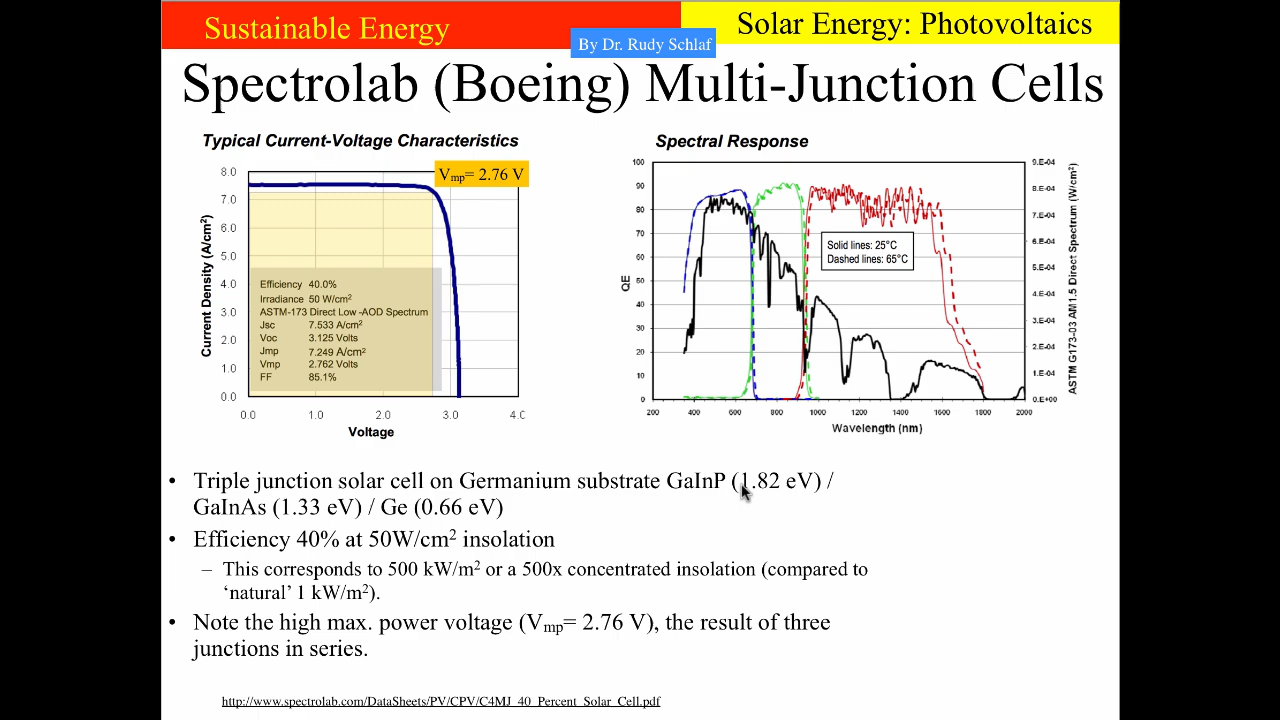 Sustainable Energy
Solar Energy: Photovoltaics
By Dr. Rudy Schlaf
Spectrolab (Boeing) Multi-Junction Cells
Typical Current-Voltage Characteristics
Vmp= 2.76 V
8.0
7.0
6.0
5.0
4.0
3.0
2.0
1.0
0.0
Current Density (A/cm²)
Efficiency 40.0%
Irradiance 50 W/cm²
ASTM-173 Direct Low -AOD Spectrum
Jsc 7.533 A/cm²
Voc 3.125 Volts
Jmp 7.249 A/cm²
Vmp 2.762 Volts
FF 85.1%
0.0 1.0 2.0 3.0 4.0
Voltage
Spectral Response
100
90
80
70
60
50
40
30
20
10
0
QE
Solid lines: 25°C
Dashed lines: 65°C
9.E-04
8.E-04
7.E-04
6.E-04
5.E-04
4.E-04
3.E-04
2.E-04
1.E-04
0.E+00
ASTM G173-03 AM1.5 Direct Spectrum (W/cm²)
200 400 600 800 1000 1200 1400 1600 1800 2000
Wavelength (nm)
• Triple junction solar cell on Germanium substrate GaInP (1.82 eV) /
GaInAs (1.33 eV) / Ge (0.66 eV)
• Efficiency 40% at 50W/cm² insolation
– This corresponds to 500 kW/m² or a 500x concentrated insolation (compared to
‘natural’ 1 kW/m²).
• Note the high max. power voltage (Vmp= 2.76 V), the result of three
junctions in series.
http://www.spectrolab.com/DataSheets/PV/CPV/C4MJ_40_Percent_Solar_Cell.pdf